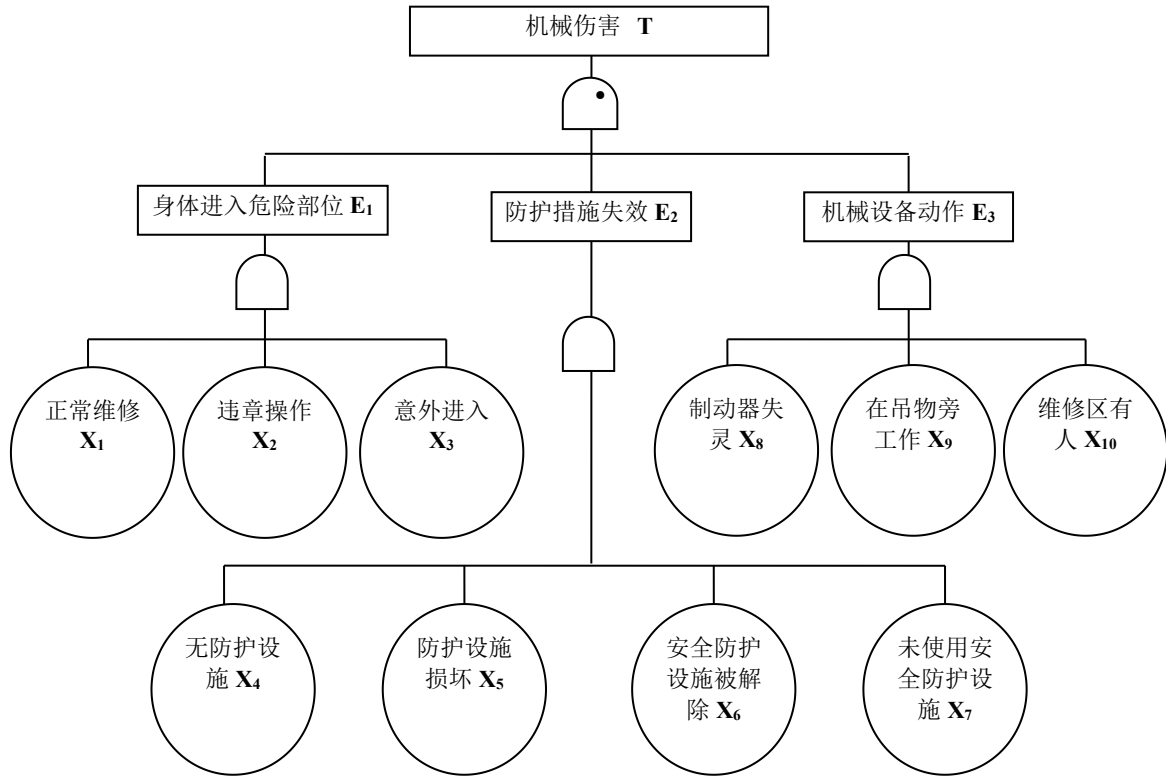 机械伤害 T
身体进入危险部位 E₁
防护措施失效 E₂
机械设备动作 E₃
正常维修
X₁
违章操作
X₂
意外进入
X₃
制动器失
灵 X₈
在吊物旁
工作 X₉
维修区有
人 X₁₀
无防护设
施 X₄
防护设施
损坏 X₅
安全防护
设施被解
除 X₆
未使用安
全防护设
施 X₇